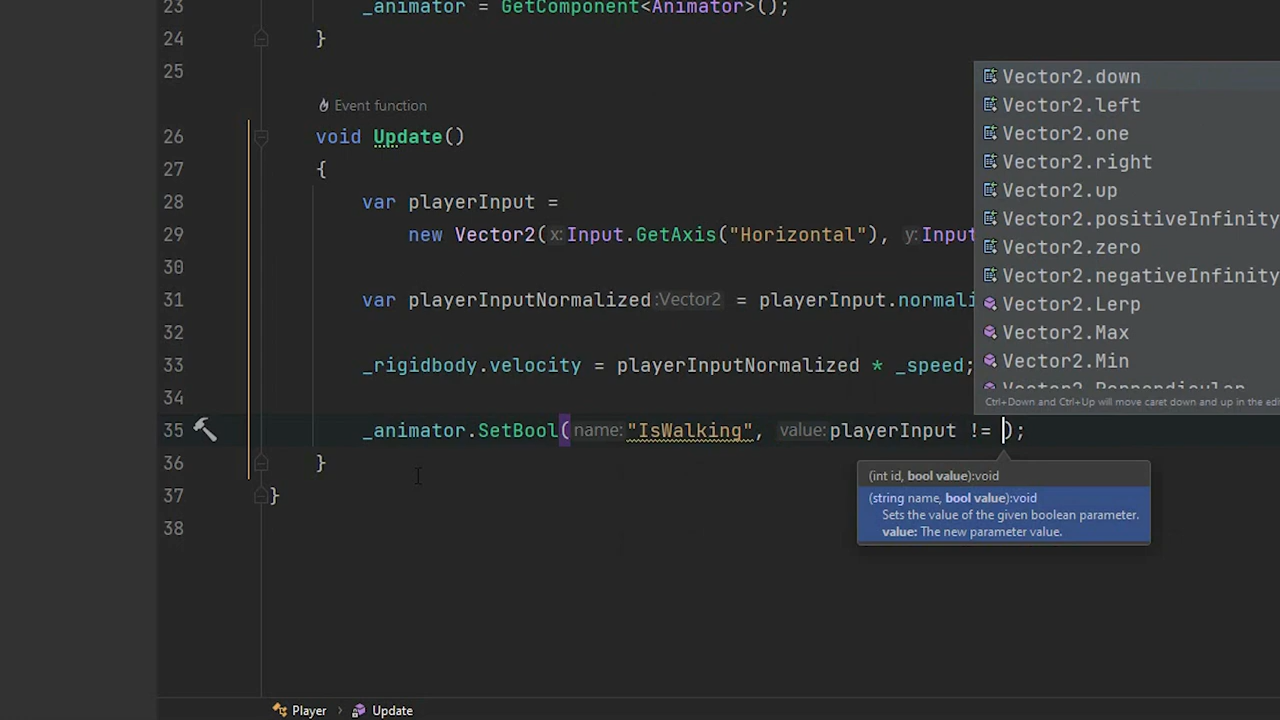 23 _animator = GetComponent<Animator>();
24 }
25
Event function
26 void Update()
27 {
28 var playerInput =
29 new Vector2(x:Input.GetAxis("Horizontal"), y:Input
30
31 var playerInputNormalized:Vector2 = playerInput.normali
32
33 _rigidbody.velocity = playerInputNormalized * _speed;
34
35 _animator.SetBool(name:"IsWalking", value:playerInput != );
36 }
37 }
38
Vector2.down
Vector2.left
Vector2.one
Vector2.right
Vector2.up
Vector2.positiveInfinity
Vector2.zero
Vector2.negativeInfinity
Vector2.Lerp
Vector2.Max
Vector2.Min
Vector2.Perpendicular
Ctrl+Down and Ctrl+Up will move caret down and up in the edi
(int id, bool value):void
(string name, bool value):void
Sets the value of the given boolean parameter.
value: The new parameter value.
Player > Update